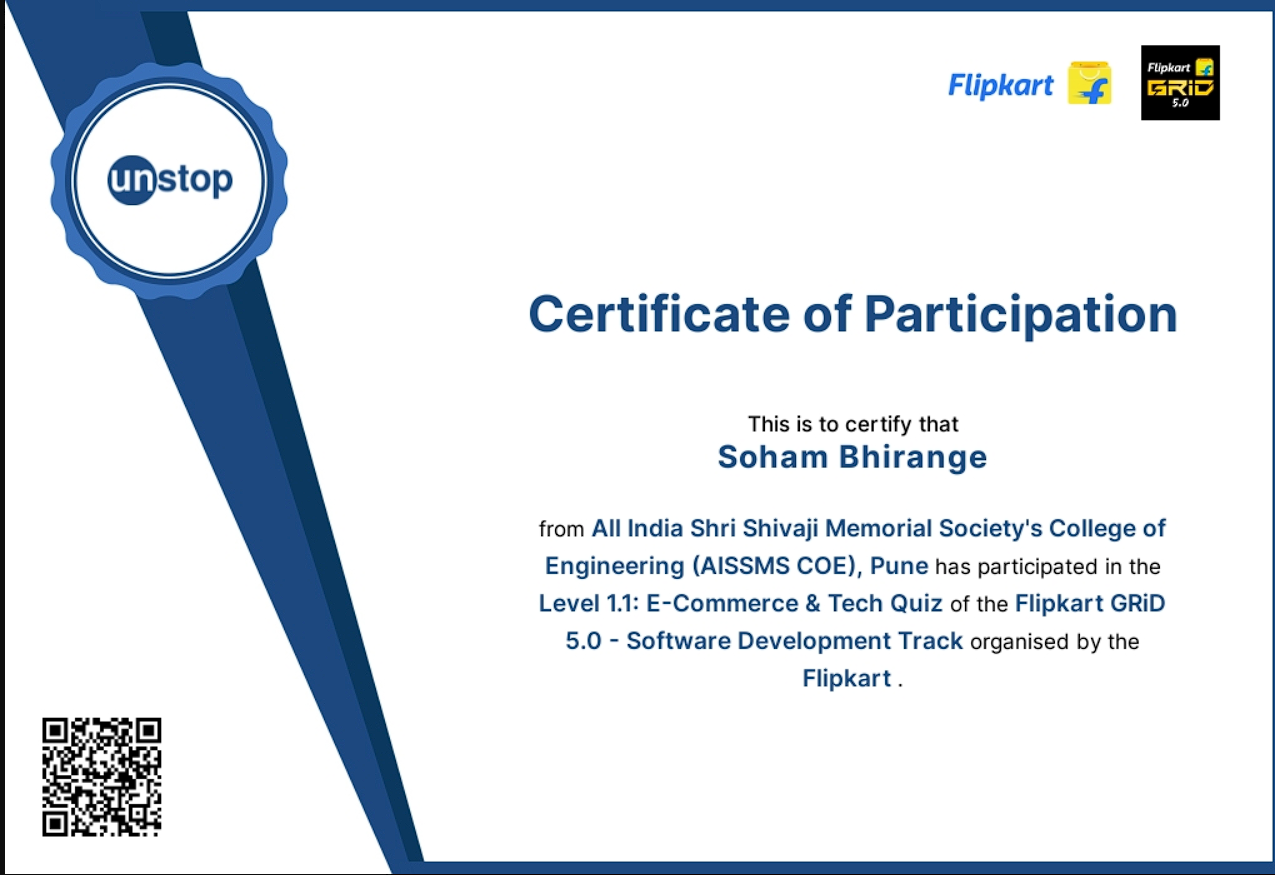 Flipkart
Flipkart
GRiD
5.0
unstop
Certificate of Participation
This is to certify that
Soham Bhirange
from All India Shri Shivaji Memorial Society's College of
Engineering (AISSMS COE), Pune has participated in the
Level 1.1: E-Commerce & Tech Quiz of the Flipkart GRiD
5.0 - Software Development Track organised by the
Flipkart .